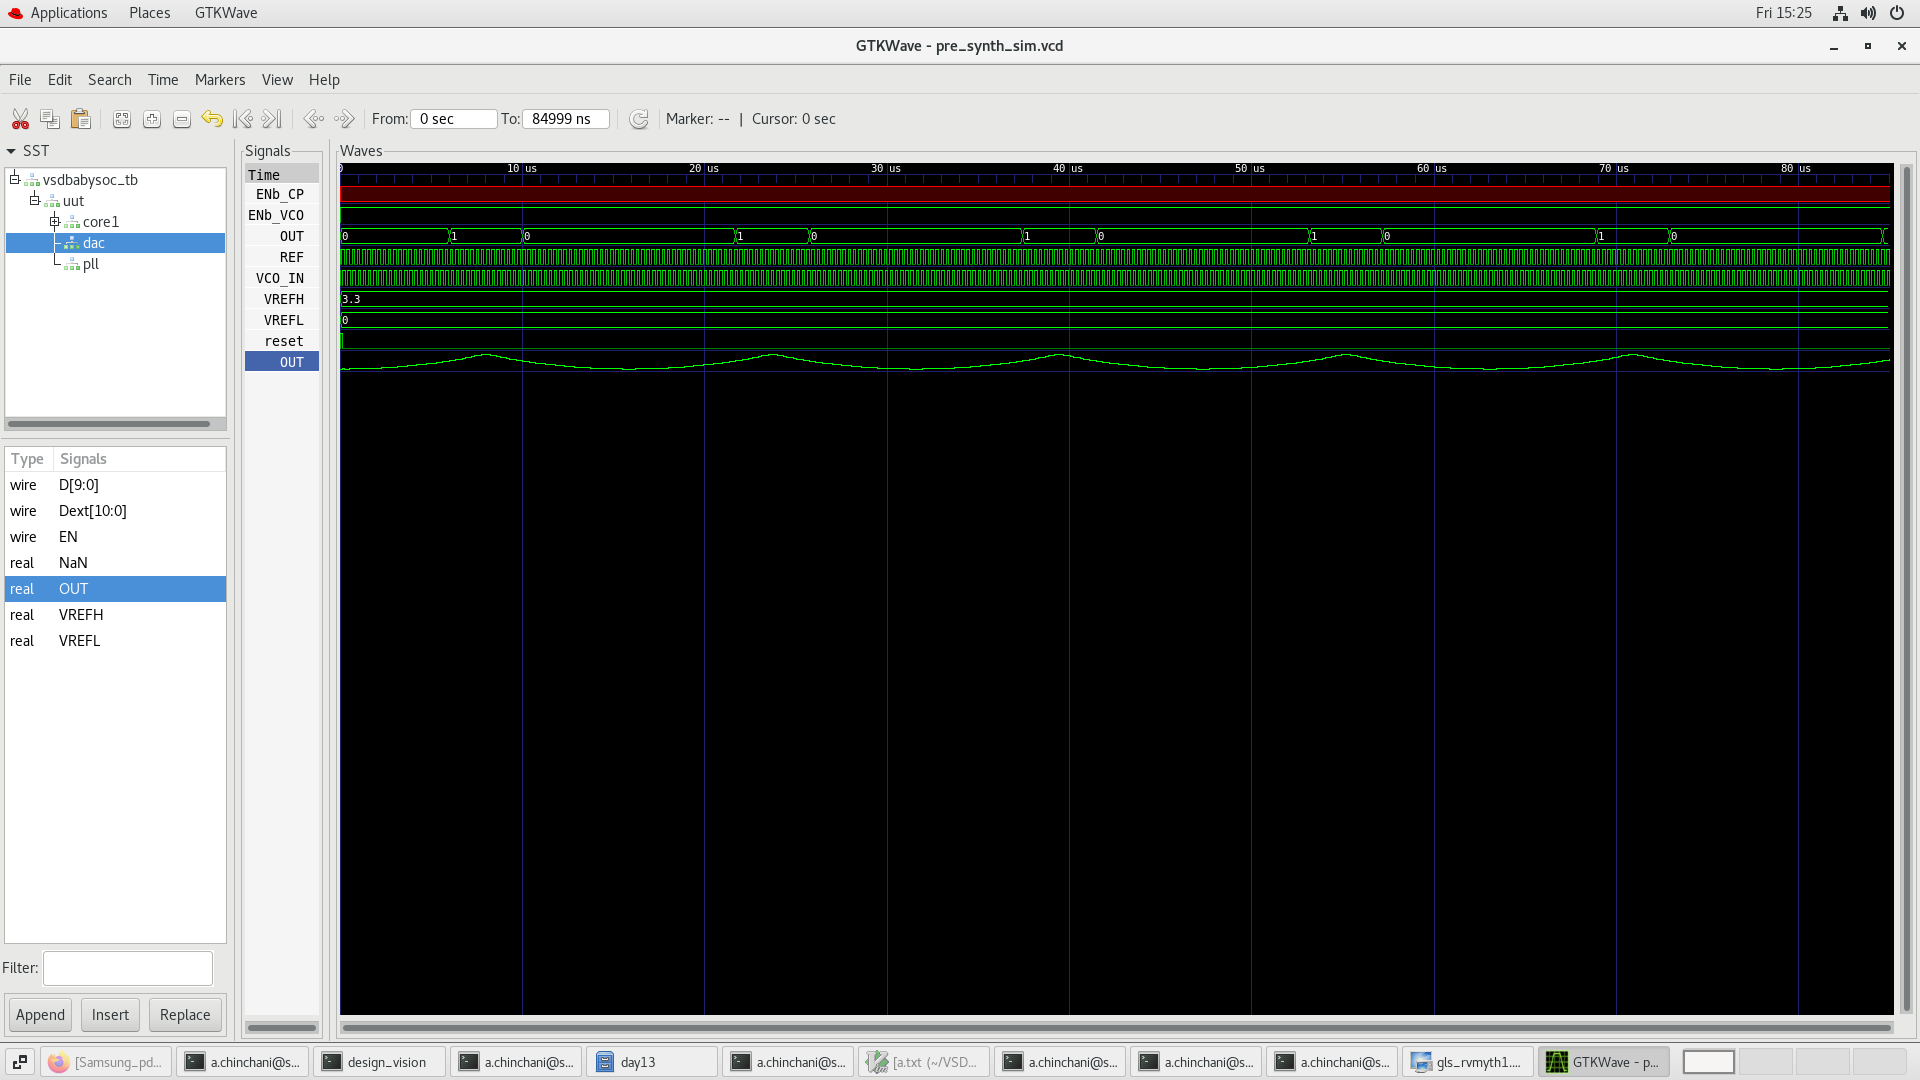 Applications Places GTKWave Fri 15:25
GTKWave - pre_synth_sim.vcd
File Edit Search Time Markers View Help
From: 0 sec To: 84999 ns Marker: -- | Cursor: 0 sec
SST
vsdbabysoc_tb
uut
core1
dac
pll
Type Signals
wire D[9:0]
wire Dext[10:0]
wire EN
real NaN
real OUT
real VREFH
real VREFL
Filter:
Append Insert Replace
Signals
Time
ENb_CP
ENb_VCO
OUT
REF
VCO_IN
VREFH
VREFL
reset
OUT
Waves
0 10 us 20 us 30 us 40 us 50 us 60 us 70 us 80 us
0 1 0 1 0 1 0 1 0 1 0
3.3
0
[Samsung_pd... a.chinchani@s... design_vision a.chinchani@s... day13 a.chinchani@s... [a.txt (~/VSD... a.chinchani@s... a.chinchani@s... a.chinchani@s... gls_rvmyth1.... GTKWave - p...